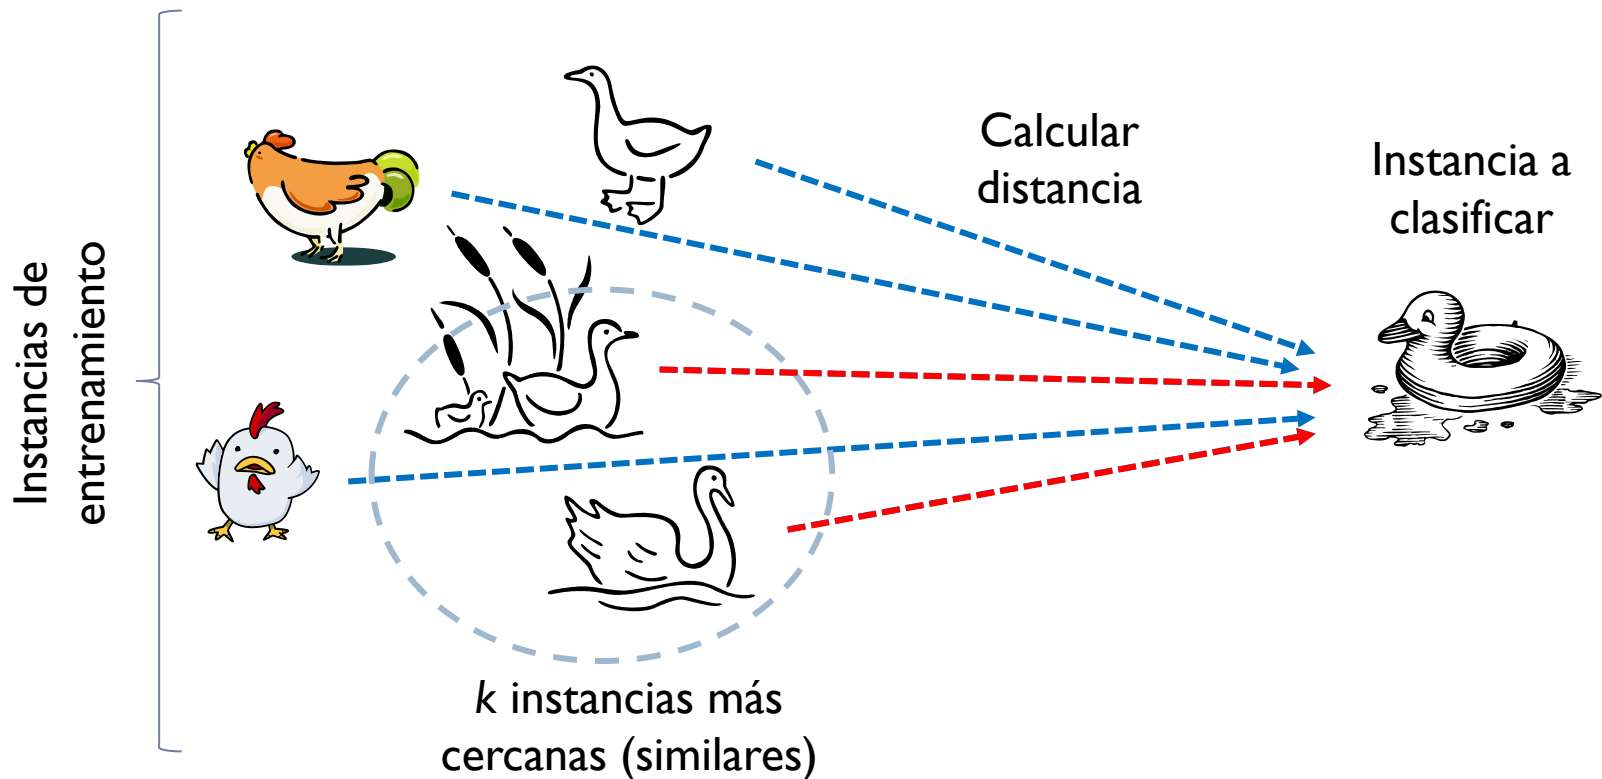 Instancias de
entrenamiento
Calcular
distancia
Instancia a
clasificar
k instancias más
cercanas (similares)